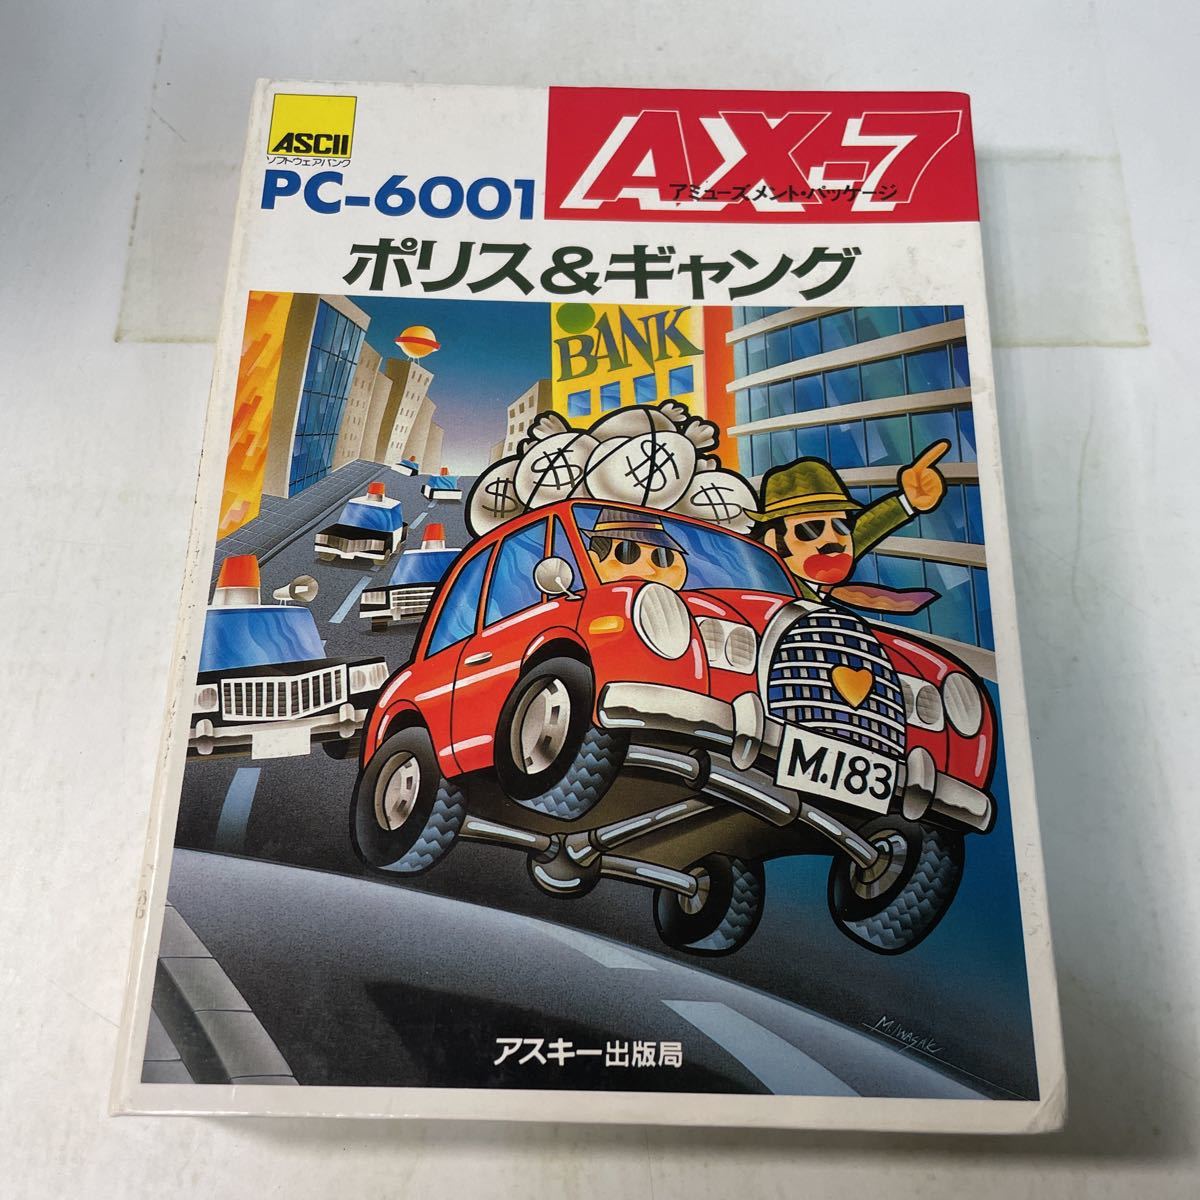 ASCII
ソフトウェアバンク
PC-6001
AX-7
アミューズメント・パッケージ
ポリス&ギャング
BANK
$
$
$
$
M.183
M.IWASAKI
アスキー出版局